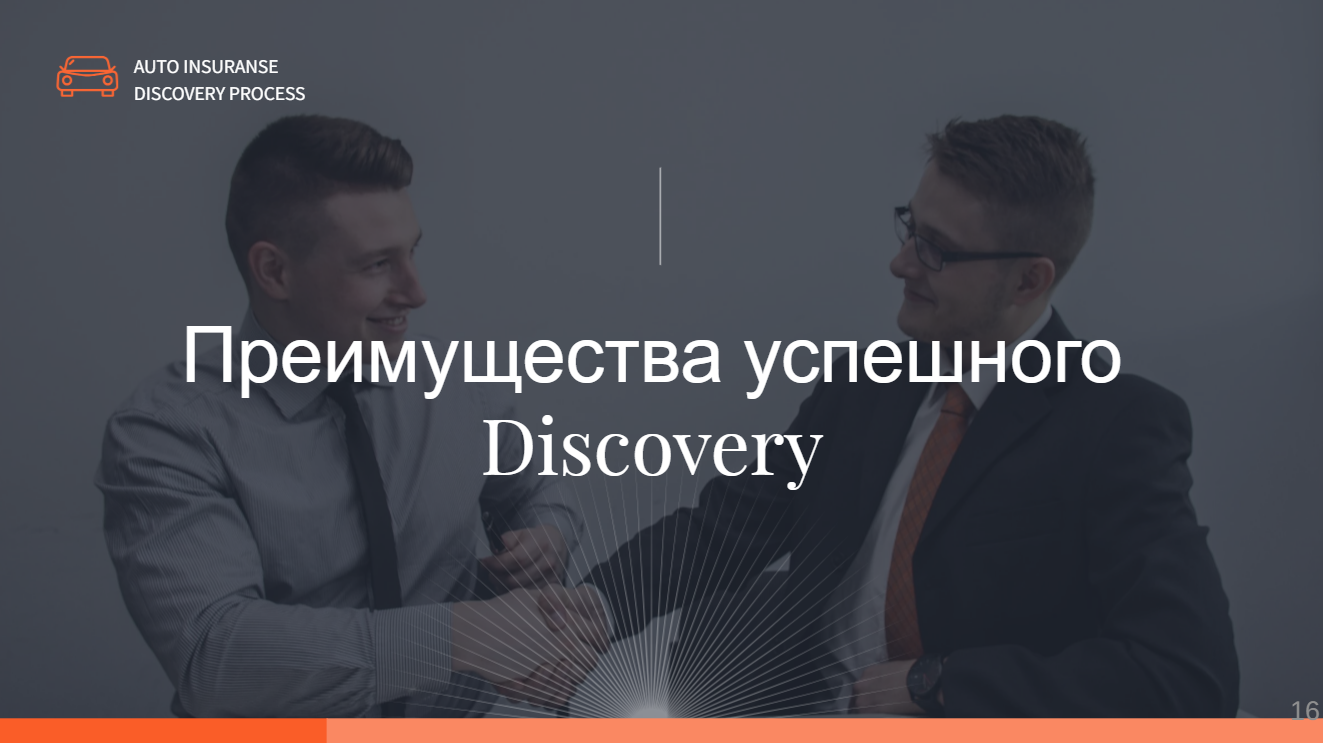 AUTO INSURANSE
DISCOVERY PROCESS
Преимущества успешного
Discovery
16